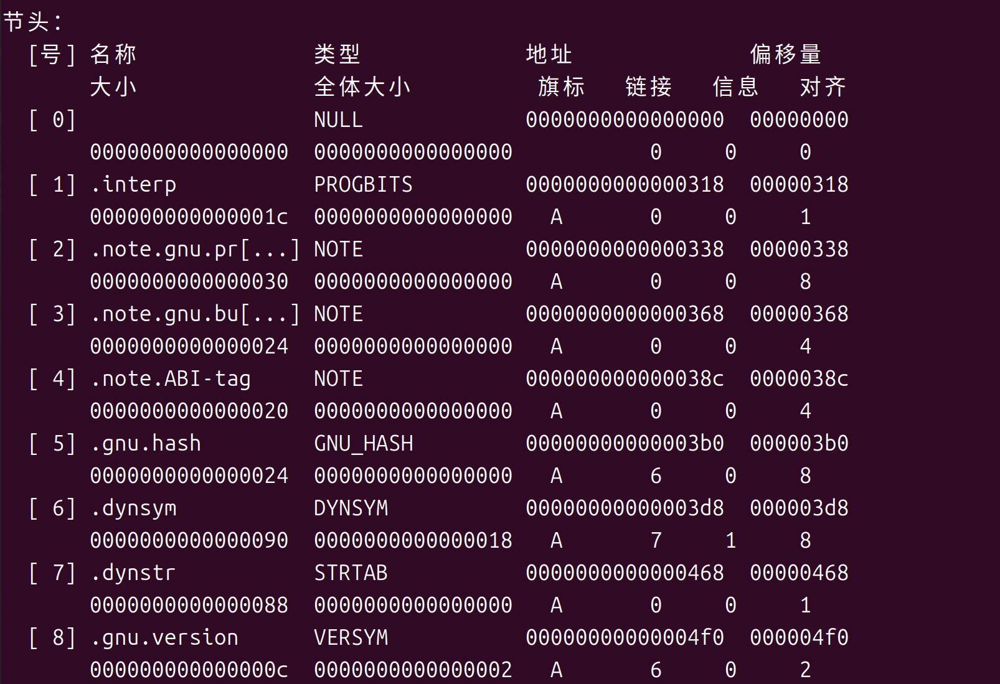 节头：
[号] 名称 类型 地址 偏移量
大小 全体大小 旗标 链接 信息 对齐
[ 0] NULL 0000000000000000 00000000
0000000000000000 0000000000000000 0 0 0
[ 1] .interp PROGBITS 0000000000000318 00000318
000000000000001c 0000000000000000 A 0 0 1
[ 2] .note.gnu.pr[...] NOTE 0000000000000338 00000338
0000000000000030 0000000000000000 A 0 0 8
[ 3] .note.gnu.bu[...] NOTE 0000000000000368 00000368
0000000000000024 0000000000000000 A 0 0 4
[ 4] .note.ABI-tag NOTE 000000000000038c 0000038c
0000000000000020 0000000000000000 A 0 0 4
[ 5] .gnu.hash GNU_HASH 00000000000003b0 000003b0
0000000000000024 0000000000000000 A 6 0 8
[ 6] .dynsym DYNSYM 00000000000003d8 000003d8
0000000000000090 0000000000000018 A 7 1 8
[ 7] .dynstr STRTAB 0000000000000468 00000468
0000000000000088 0000000000000000 A 0 0 1
[ 8] .gnu.version VERSYM 00000000000004f0 000004f0
000000000000000c 0000000000000002 A 6 0 2